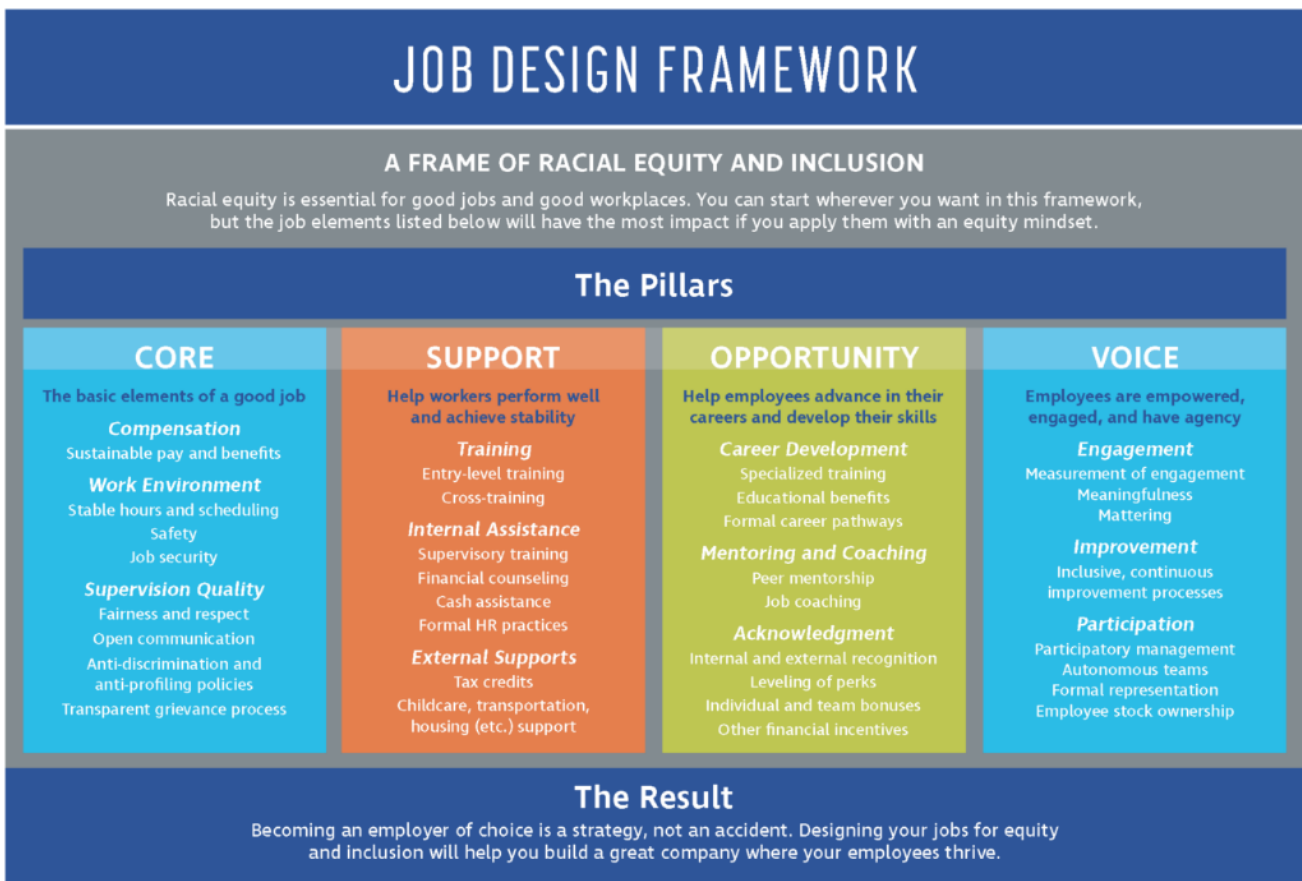 JOB DESIGN FRAMEWORK
A FRAME OF RACIAL EQUITY AND INCLUSION
Racial equity is essential for good jobs and good workplaces. You can start wherever you want in this framework,
but the job elements listed below will have the most impact if you apply them with an equity mindset.
The Pillars
CORE
The basic elements of a good job
Compensation
Sustainable pay and benefits
Work Environment
Stable hours and scheduling
Safety
Job security
Supervision Quality
Fairness and respect
Open communication
Anti-discrimination and
anti-profiling policies
Transparent grievance process
SUPPORT
Help workers perform well
and achieve stability
Training
Entry-level training
Cross-training
Internal Assistance
Supervisory training
Financial counseling
Cash assistance
Formal HR practices
External Supports
Tax credits
Childcare, transportation,
housing (etc.) support
OPPORTUNITY
Help employees advance in their
careers and develop their skills
Career Development
Specialized training
Educational benefits
Formal career pathways
Mentoring and Coaching
Peer mentorship
Job coaching
Acknowledgment
Internal and external recognition
Leveling of perks
Individual and team bonuses
Other financial incentives
VOICE
Employees are empowered,
engaged, and have agency
Engagement
Measurement of engagement
Meaningfulness
Mattering
Improvement
Inclusive, continuous
improvement processes
Participation
Participatory management
Autonomous teams
Formal representation
Employee stock ownership
The Result
Becoming an employer of choice is a strategy, not an accident. Designing your jobs for equity
and inclusion will help you build a great company where your employees thrive.